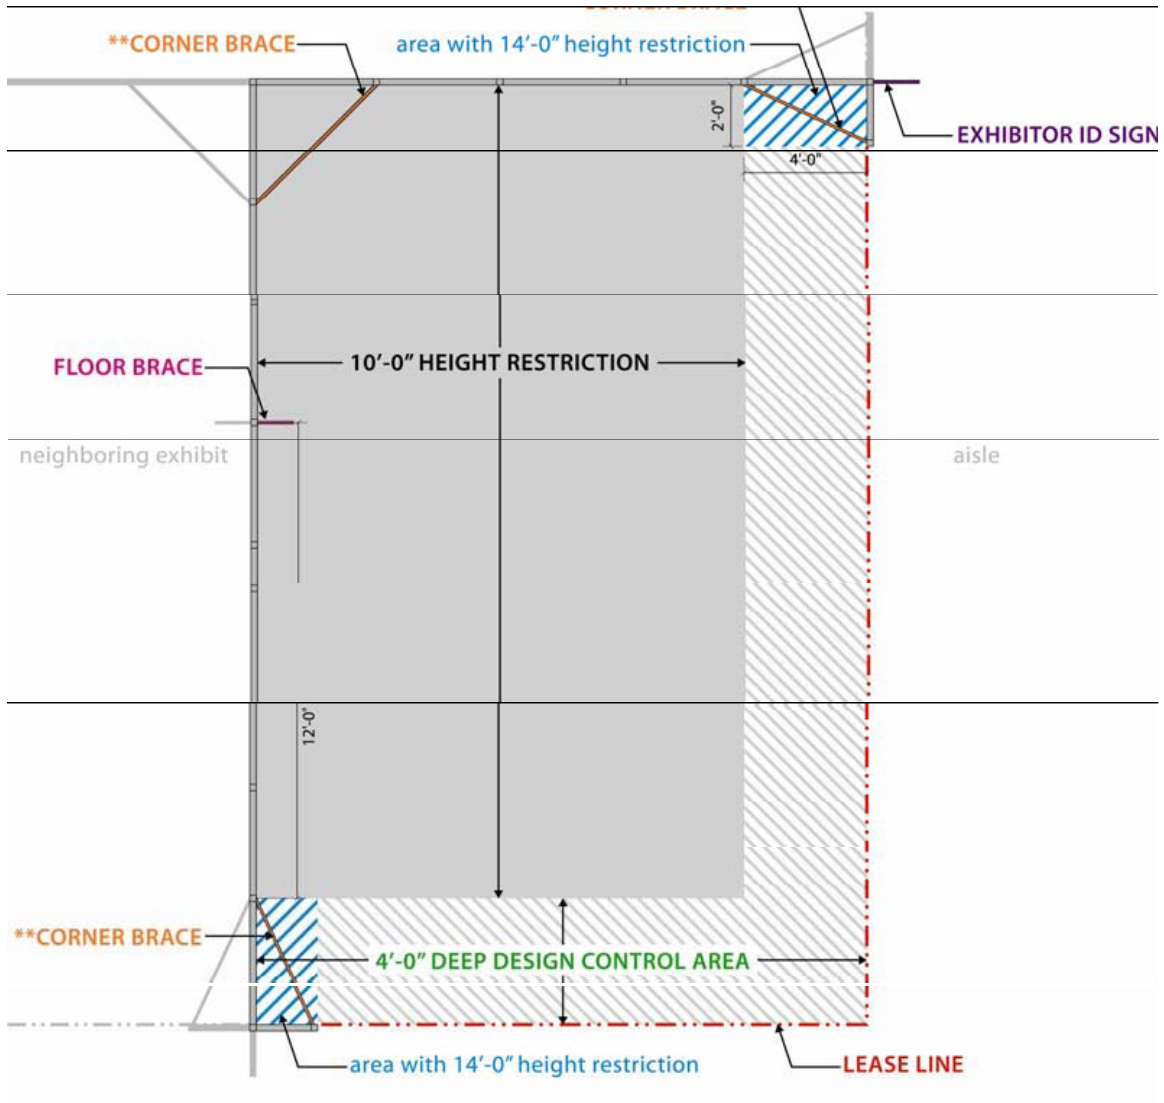 **CORNER BRACE
area with 14'-0" height restriction
2'-0"
EXHIBITOR ID SIGN
4'-0"
FLOOR BRACE
10'-0" HEIGHT RESTRICTION
neighboring exhibit
aisle
12'-0"
**CORNER BRACE
4'-0" DEEP DESIGN CONTROL AREA
area with 14'-0" height restriction
LEASE LINE